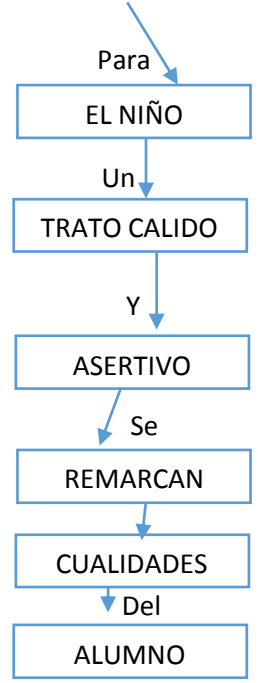 Para
EL NIÑO
Un
TRATO CALIDO
Y
ASERTIVO
Se
REMARCAN
CUALIDADES
Del
ALUMNO